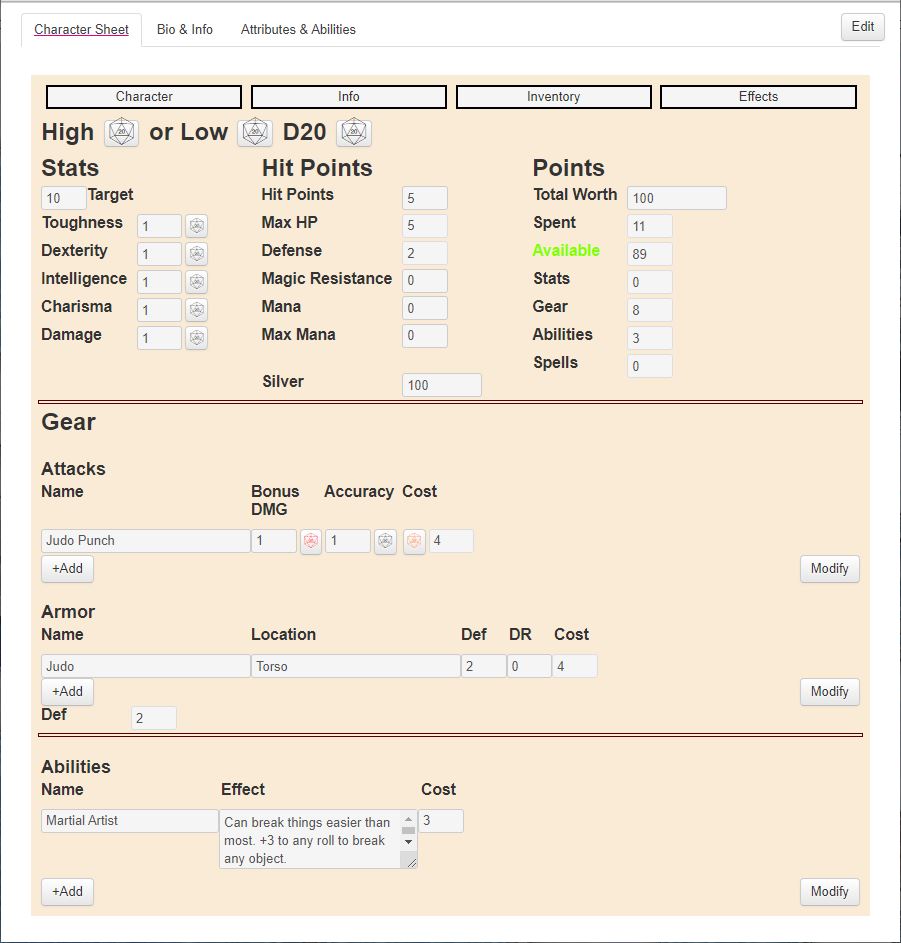 Character Sheet Bio & Info Attributes & Abilities Edit
Character Info Inventory Effects
High 20 or Low 20 D20 20
Stats Hit Points Points
10 Target Hit Points 5 Total Worth 100
Toughness 1 Max HP 5 Spent 11
Dexterity 1 Defense 2 Available 89
Intelligence 1 Magic Resistance 0 Stats 0
Charisma 1 Mana 0 Gear 8
Damage 1 Max Mana 0 Abilities 3
Spells 0
Silver 100
Gear
Attacks
Name Bonus DMG Accuracy Cost
Judo Punch 1 1 4
+Add Modify
Armor
Name Location Def DR Cost
Judo Torso 2 0 4
+Add Modify
Def 2
Abilities
Name Effect Cost
Martial Artist Can break things easier than 3
most. +3 to any roll to break
any object.
+Add Modify